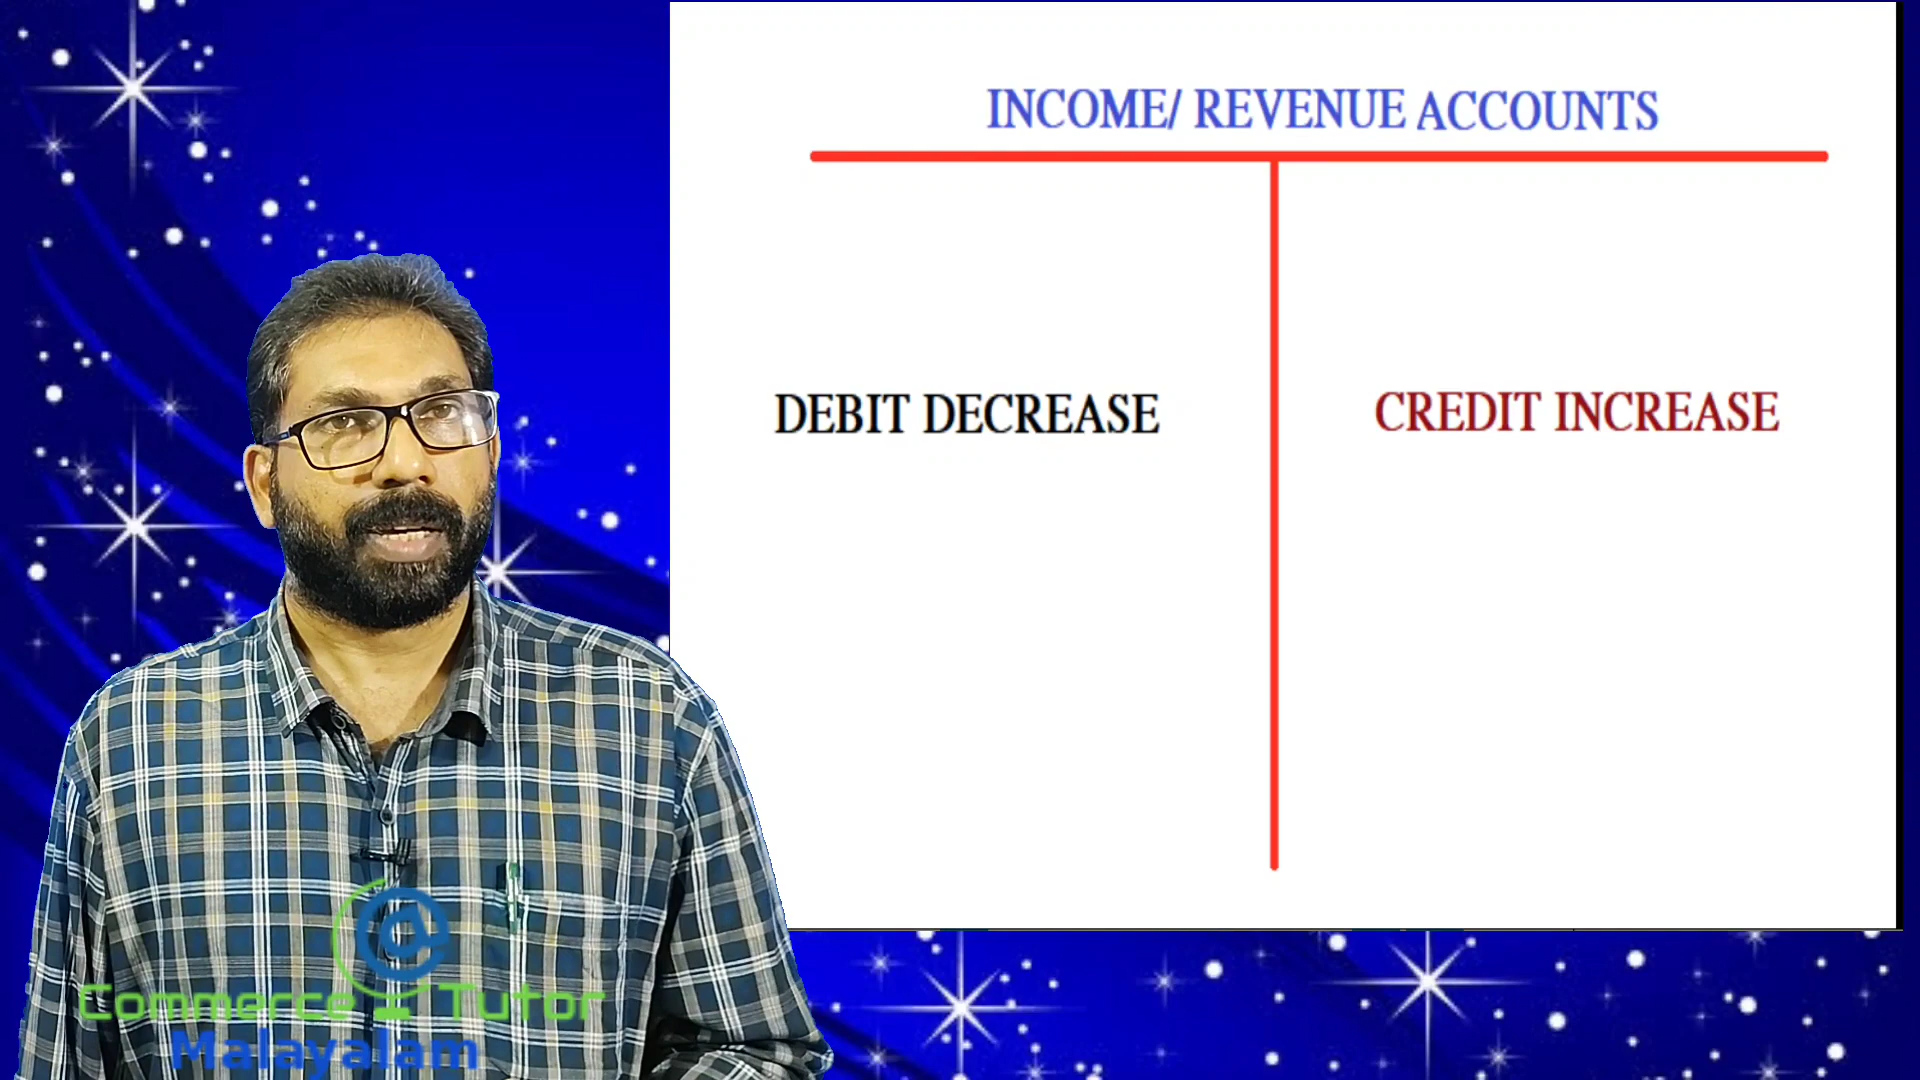 INCOME/ REVENUE ACCOUNTS
DEBIT DECREASE
CREDIT INCREASE
Commerce Tutor
Malayalam